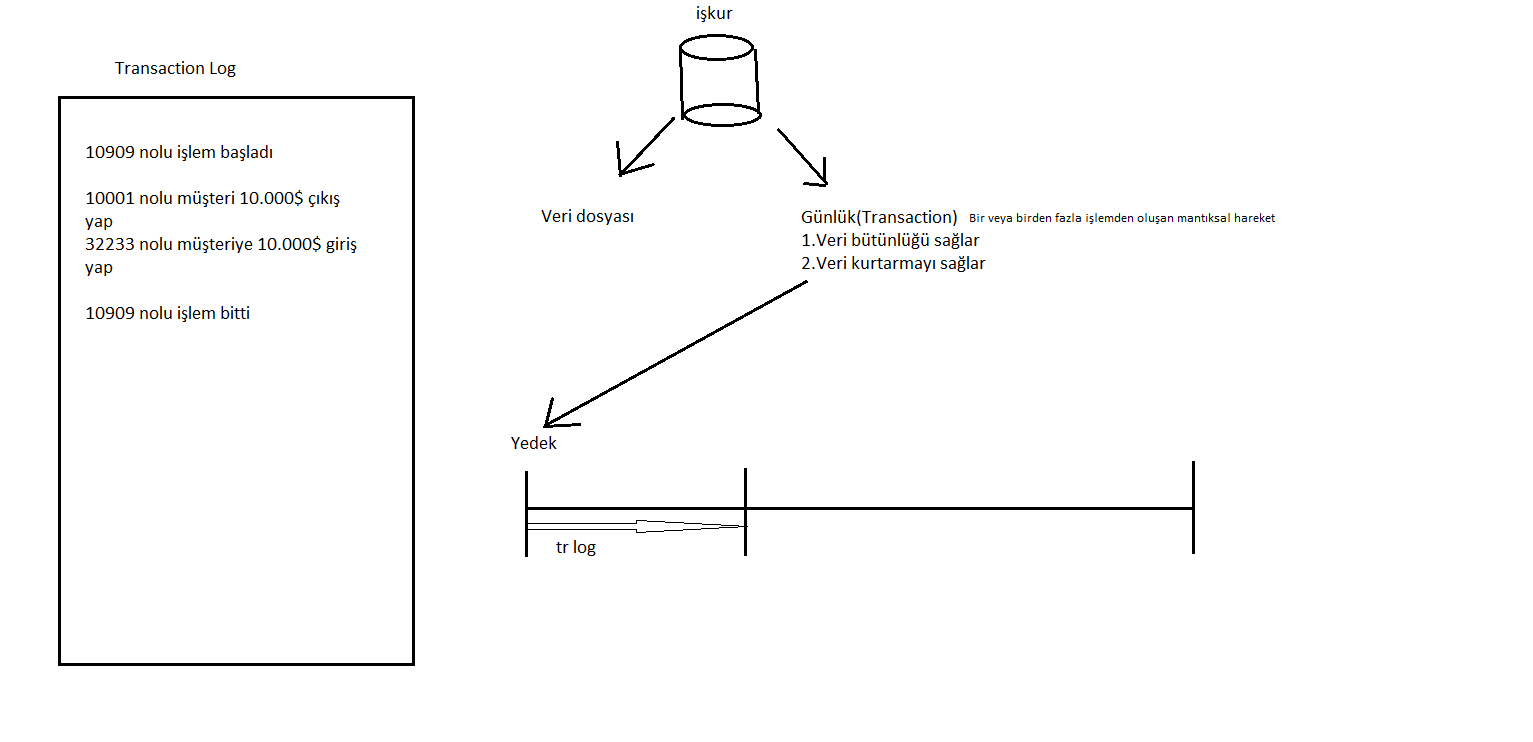 işkur
Transaction Log
10909 nolu işlem başladı
10001 nolu müşteri 10.000$ çıkış
yap
32233 nolu müşteriye 10.000$ giriş
yap
10909 nolu işlem bitti
Veri dosyası
Günlük(Transaction) Bir veya birden fazla işlemden oluşan mantıksal hareket
1.Veri bütünlüğü sağlar
2.Veri kurtarmayı sağlar
Yedek
tr log